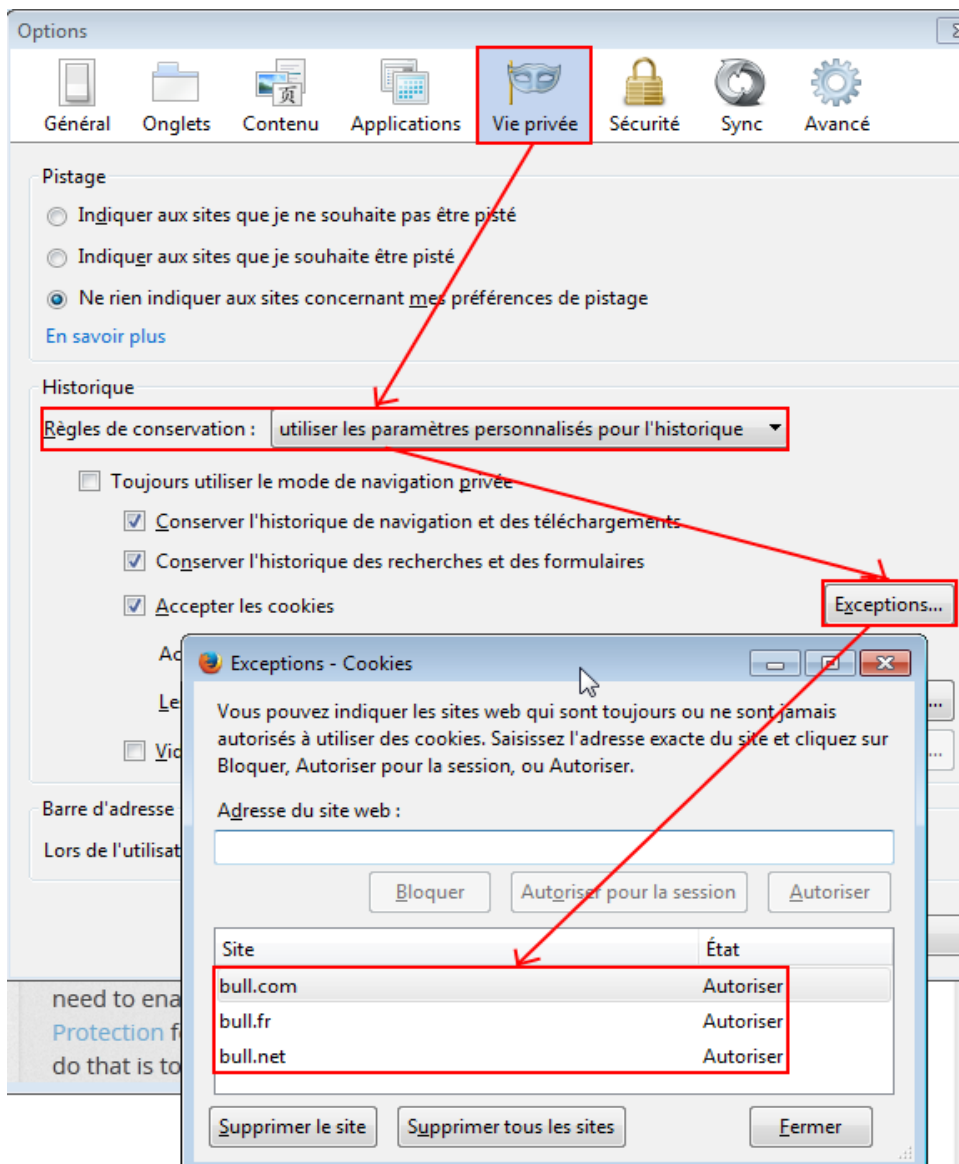 Options
Général Onglets Contenu Applications Vie privée Sécurité Sync Avancé
页
Pistage
Indiquer aux sites que je ne souhaite pas être pisté
Indiquer aux sites que je souhaite être pisté
Ne rien indiquer aux sites concernant mes préférences de pistage
En savoir plus
Historique
Règles de conservation : utiliser les paramètres personnalisés pour l'historique
Toujours utiliser le mode de navigation privée
Conserver l'historique de navigation et des téléchargements
Conserver l'historique des recherches et des formulaires
Accepter les cookies Exceptions...
Ac
Le ...
Vid ...
Barre d'adresse
Lors de l'utilisat
Exceptions - Cookies
Vous pouvez indiquer les sites web qui sont toujours ou ne sont jamais
autorisés à utiliser des cookies. Saisissez l'adresse exacte du site et cliquez sur
Bloquer, Autoriser pour la session, ou Autoriser.
Adresse du site web :
Bloquer Autoriser pour la session Autoriser
Site État
bull.com Autoriser
bull.fr Autoriser
bull.net Autoriser
Supprimer le site Supprimer tous les sites Fermer
need to ena
Protection f
do that is to